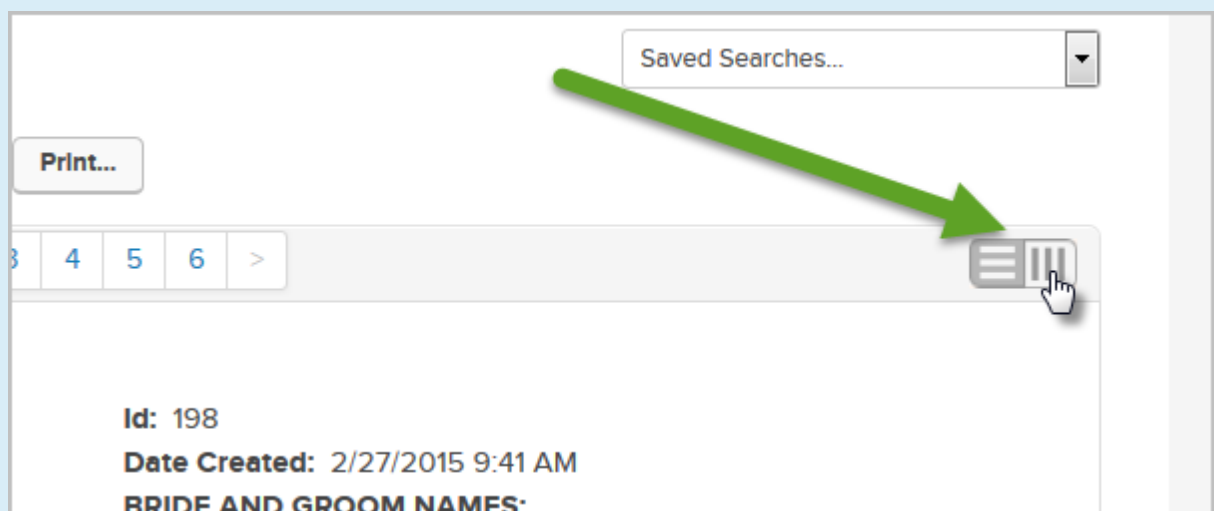 Saved Searches...
Print...
3 4 5 6 >
Id: 198
Date Created: 2/27/2015 9:41 AM
BRIDE AND GROOM NAMES: